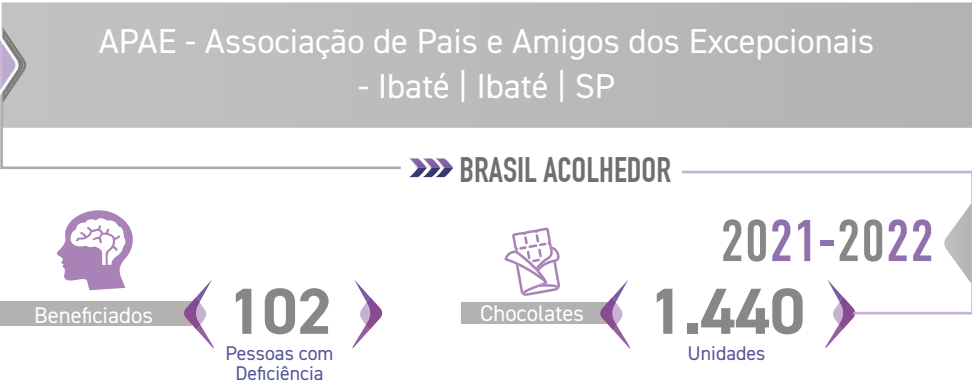 APAE - Associação de Pais e Amigos dos Excepcionais
- Ibaté | Ibaté | SP
BRASIL ACOLHEDOR
2021-2022
Beneficiados
102
Pessoas com
Deficiência
Chocolates
1.440
Unidades